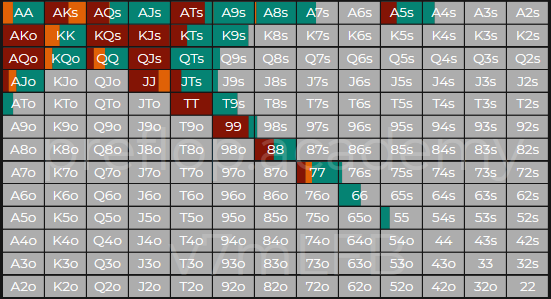 AA AKs AQs AJs ATs A9s A8s A7s A6s A5s A4s A3s A2s
AKo KK KQs KJs KTs K9s K8s K7s K6s K5s K4s K3s K2s
AQo KQo QQ QJs QTs Q9s Q8s Q7s Q6s Q5s Q4s Q3s Q2s
AJo KJo QJo JJ JTs J9s J8s J7s J6s J5s J4s J3s J2s
ATo KTo QTo JTo TT T9s T8s T7s T6s T5s T4s T3s T2s
A9o K9o Q9o J9o T9o 99 98s 97s 96s 95s 94s 93s 92s
A8o K8o Q8o J8o T8o 98o 88 87s 86s 85s 84s 83s 82s
preflop.academy
A7o K7o Q7o J7o T7o 97o 87o 77 76s 75s 74s 73s 72s
A6o K6o Q6o J6o T6o 96o 86o 76o 66 65s 64s 63s 62s
A5o K5o Q5o J5o T5o 95o 85o 75o 65o 55 54s 53s 52s
A4o K4o Q4o J4o T4o 94o 84o 74o 64o 54o 44 43s 42s
A3o K3o Q3o J3o T3o 93o 83o 73o 63o 53o 43o 33 32s
A2o K2o Q2o J2o T2o 92o 82o 72o 62o 52o 42o 32o 22